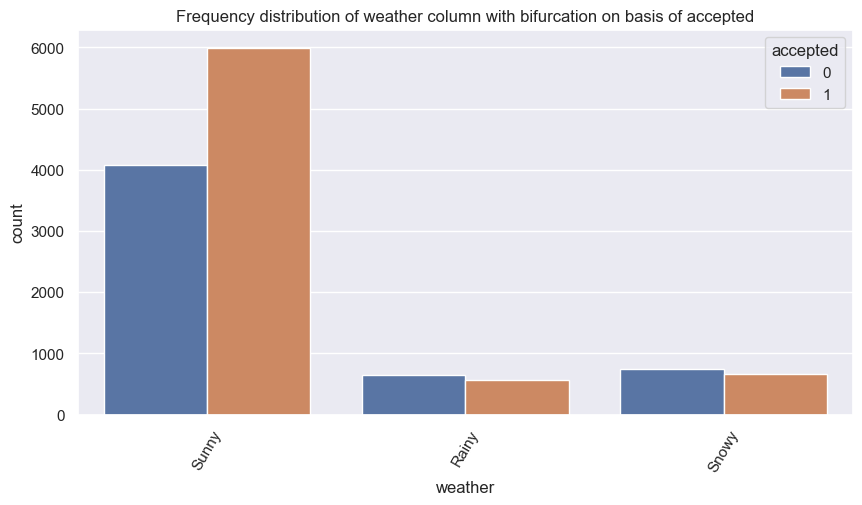 Frequency distribution of weather column with bifurcation on basis of accepted
accepted
0
1
6000
5000
4000
3000
2000
1000
0
count
Sunny
Rainy
Snowy
weather